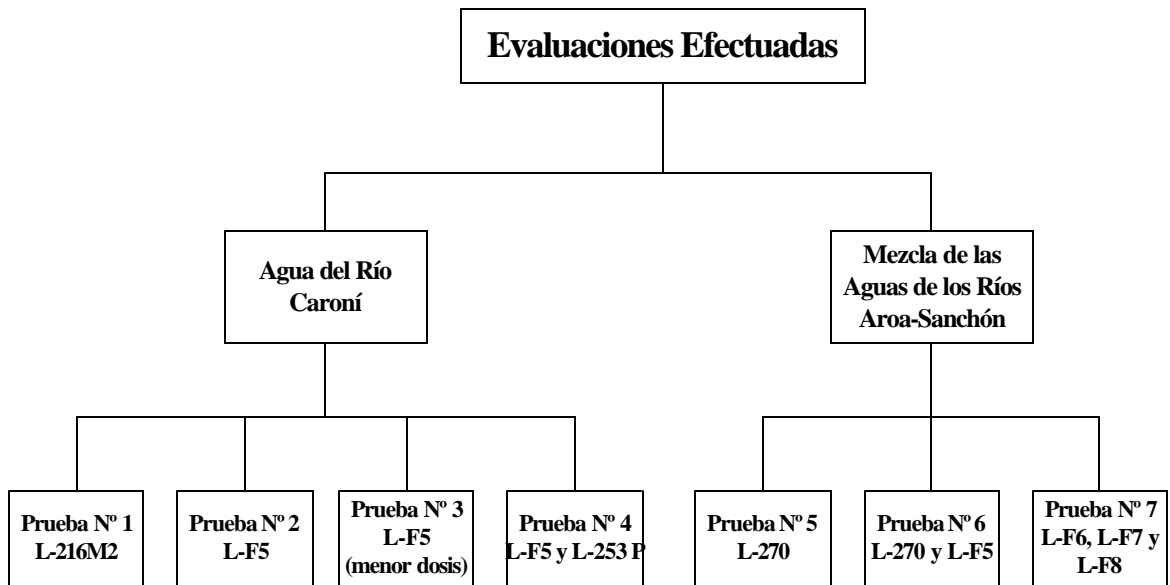 Evaluaciones Efectuadas
Agua del Río
Caroní
Mezcla de las
Aguas de los Ríos
Aroa-Sanchón
Prueba Nº 1
L-216M2
Prueba Nº 2
L-F5
Prueba Nº 3
L-F5
(menor dosis)
Prueba Nº 4
L-F5 y L-253 P
Prueba Nº 5
L-270
Prueba Nº 6
L-270 y L-F5
Prueba Nº 7
L-F6, L-F7 y
L-F8